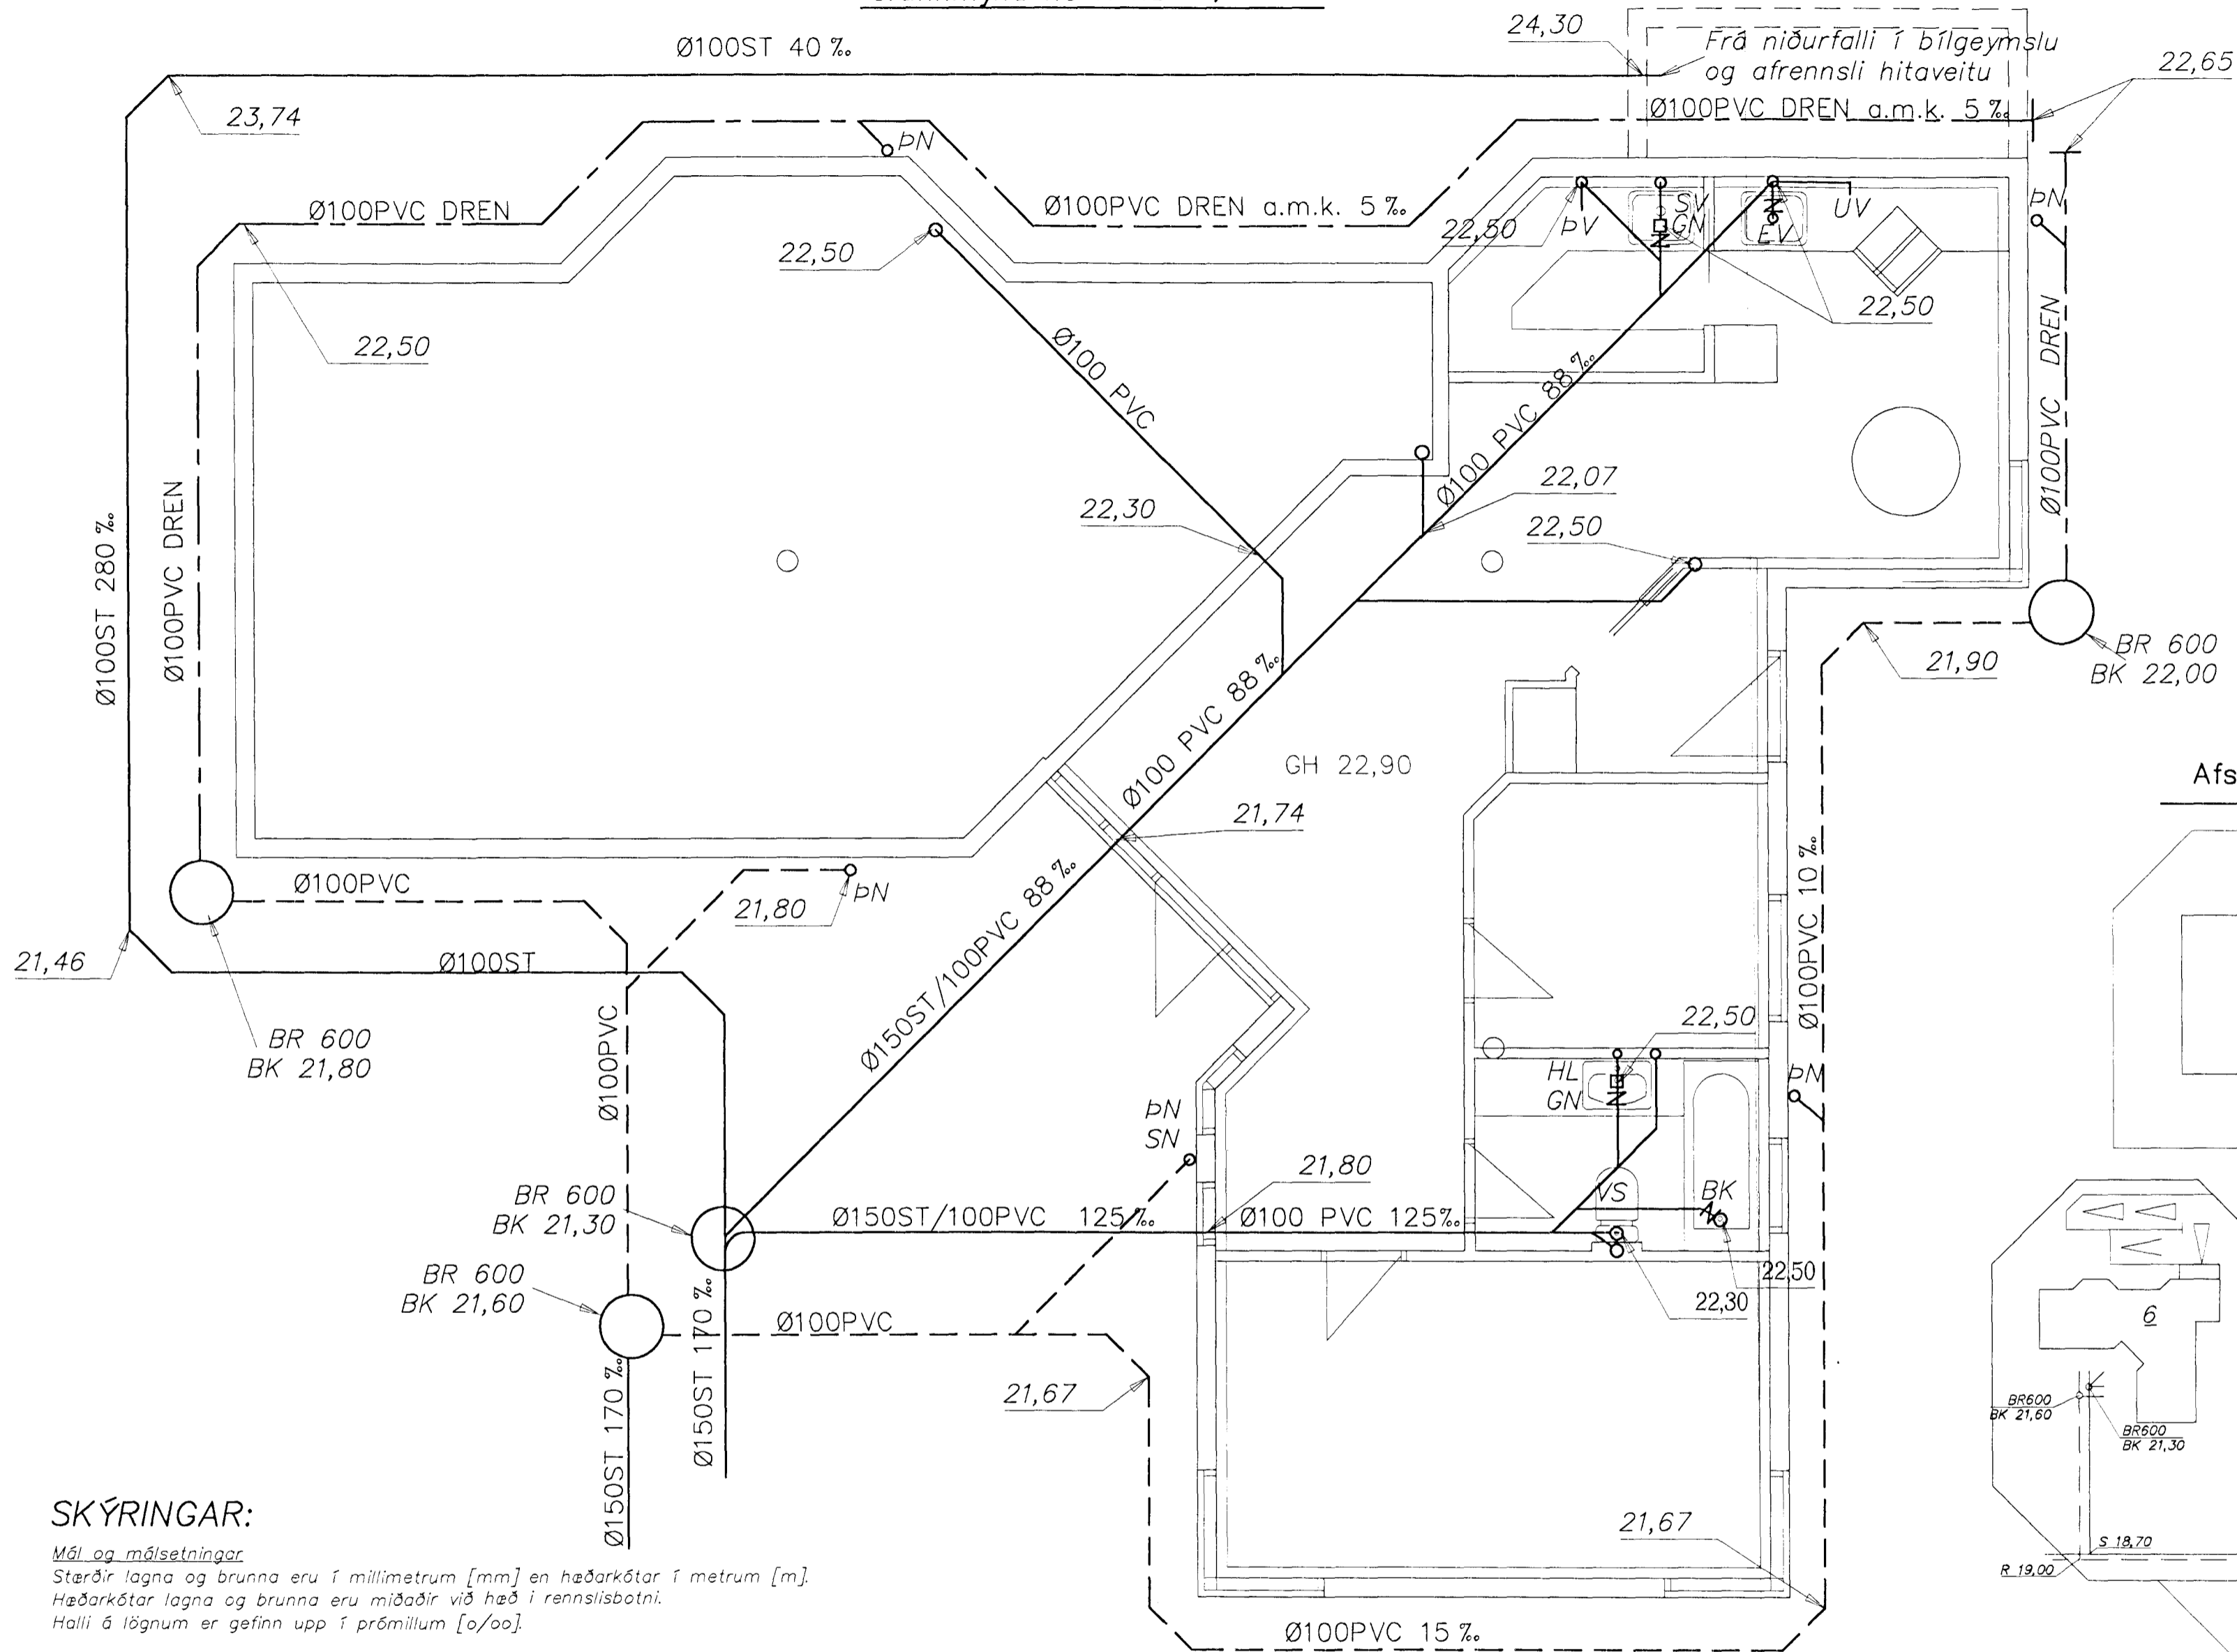 24,30
Ø100ST 40 ‰
Frá niðurfalli í bílgeymslu
og afrennsli hitaveitu
22,65
23,74
Ø100PVC DREN a.m.k. 5 ‰
ÞN
Ø100PVC DREN
Ø100PVC DREN a.m.k. 5 ‰
22,50
ÞV
SV
GN
EV
UV
ÞN
22,50
22,50
22,50
Ø100 PVC
Ø100 PVC 88 ‰
Ø100PVC DREN
22,07
22,30
22,50
Ø100ST 280 ‰
Ø100PVC DREN
BR 600
BK 22,00
21,90
Ø100 PVC 88 ‰
GH 22,90
Afs
21,74
Ø100PVC
21,80
ÞN
Ø150ST/100PVC 88 ‰
Ø100PVC 10 ‰
21,46
Ø100ST
BR 600
BK 21,80
Ø100PVC
22,50
HL
GN
ÞN
ÞN
SN
21,80
VS
BK
BR 600
BK 21,30
Ø150ST/100PVC 125 ‰
Ø100 PVC 125‰
22,50
22,30
BR 600
BK 21,60
Ø100PVC
Ø150ST 170 ‰
Ø150ST 170 ‰
21,67
6
BR600
BK 21,60
BR600
BK 21,30
21,67
S 18,70
R 19,00
SKÝRINGAR:
Mál og málsetningar
Stærðir lagna og brunna eru í millimetrum [mm] en hæðarkótar í metrum [m].
Hæðarkótar lagna og brunna eru miðaðir við hæð i rennslisbotni.
Halli á lögnum er gefinn upp í prómillum [o/oo].
Ø100PVC 15 ‰